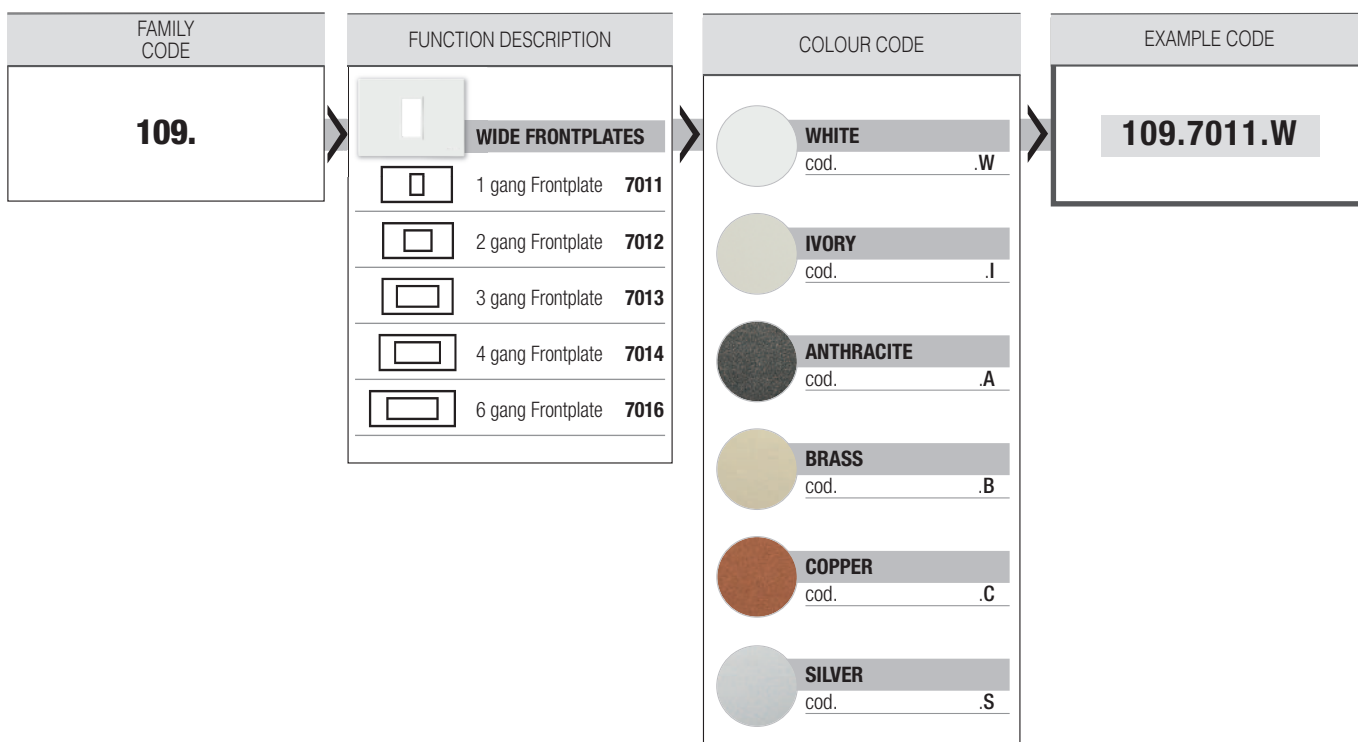 FAMILY
CODE
109.
FUNCTION DESCRIPTION
WIDE FRONTPLATES
1 gang Frontplate 7011
2 gang Frontplate 7012
3 gang Frontplate 7013
4 gang Frontplate 7014
6 gang Frontplate 7016
COLOUR CODE
WHITE
cod. .W
IVORY
cod. .I
ANTHRACITE
cod. .A
BRASS
cod. .B
COPPER
cod. .C
SILVER
cod. .S
EXAMPLE CODE
109.7011.W